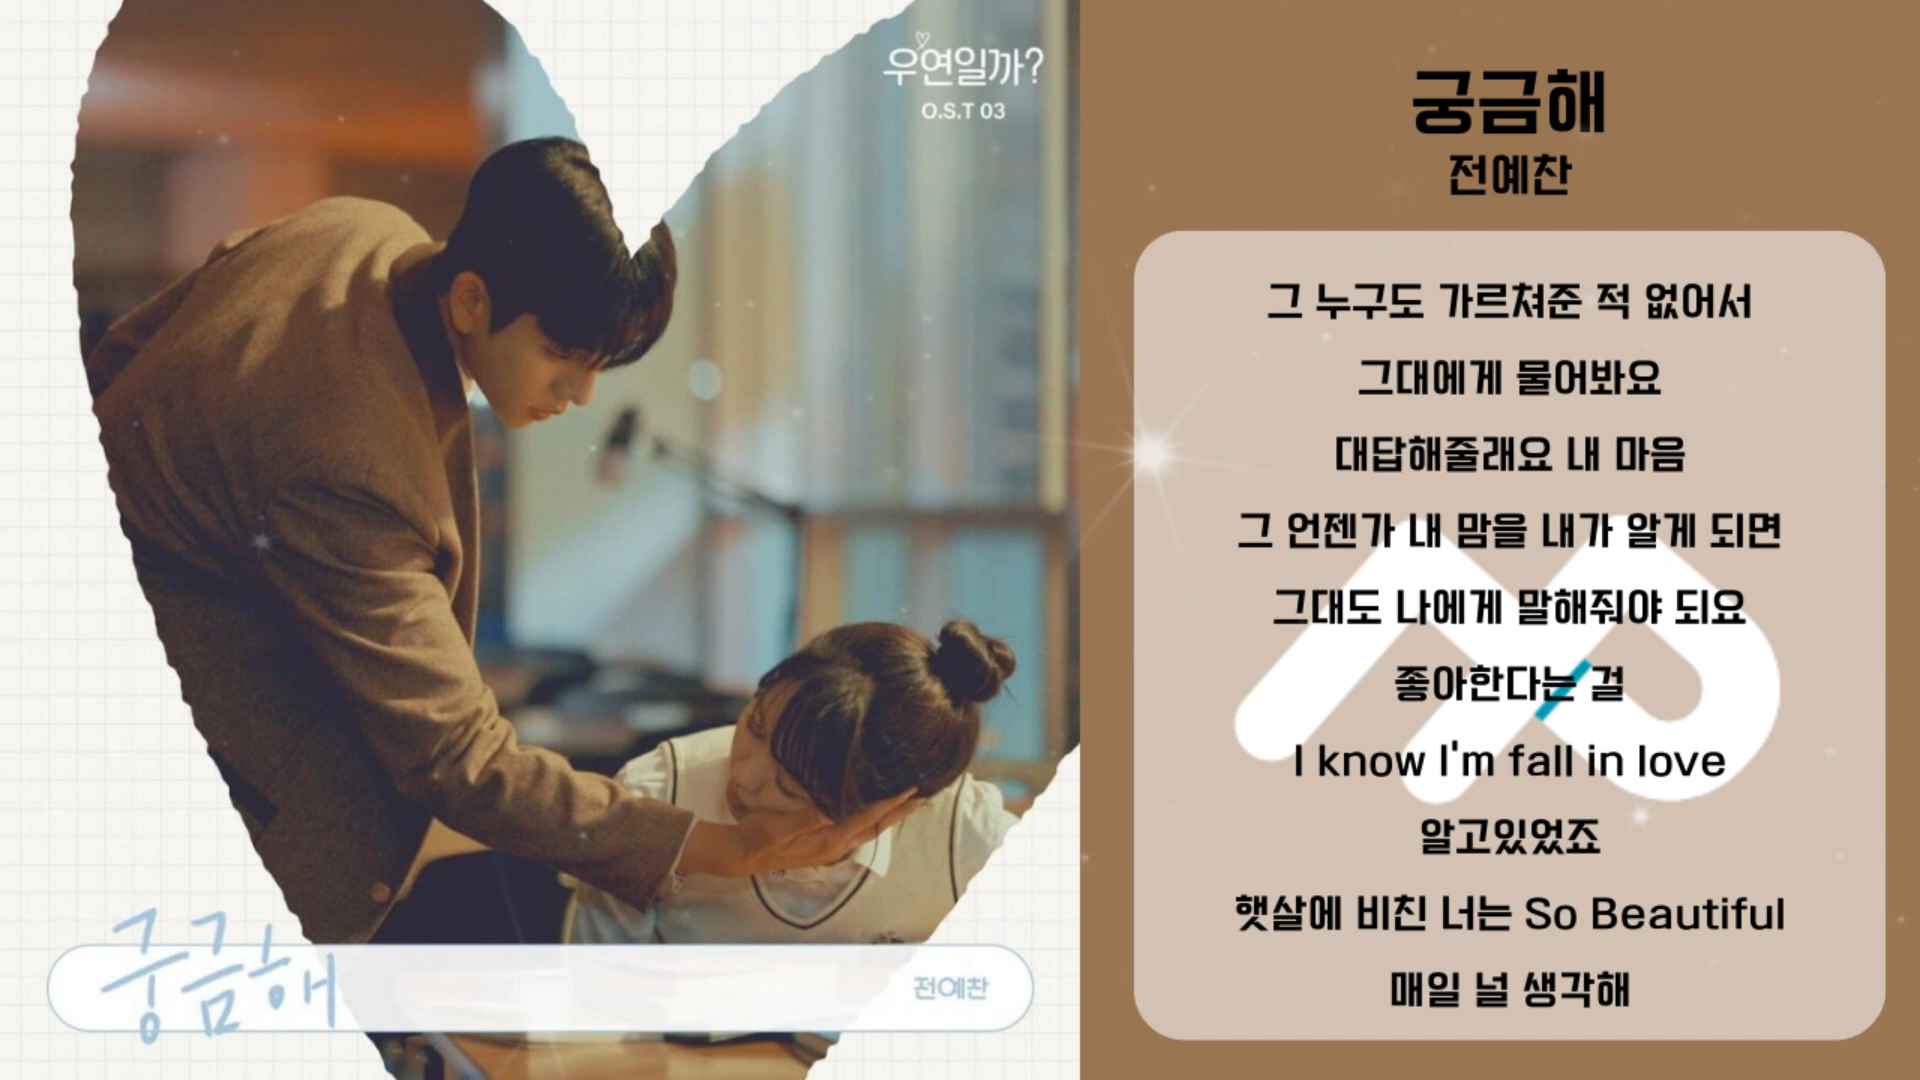 우연일까?
O.S.T 03
궁금해
전예찬
궁금해
전예찬
그 누구도 가르쳐준 적 없어서
그대에게 물어봐요
대답해줄래요 내 마음
그 언젠가 내 맘을 내가 알게 되면
그대도 나에게 말해줘야 되요
좋아한다는 걸
I know I'm fall in love
알고있었죠
햇살에 비친 너는 So Beautiful
매일 널 생각해